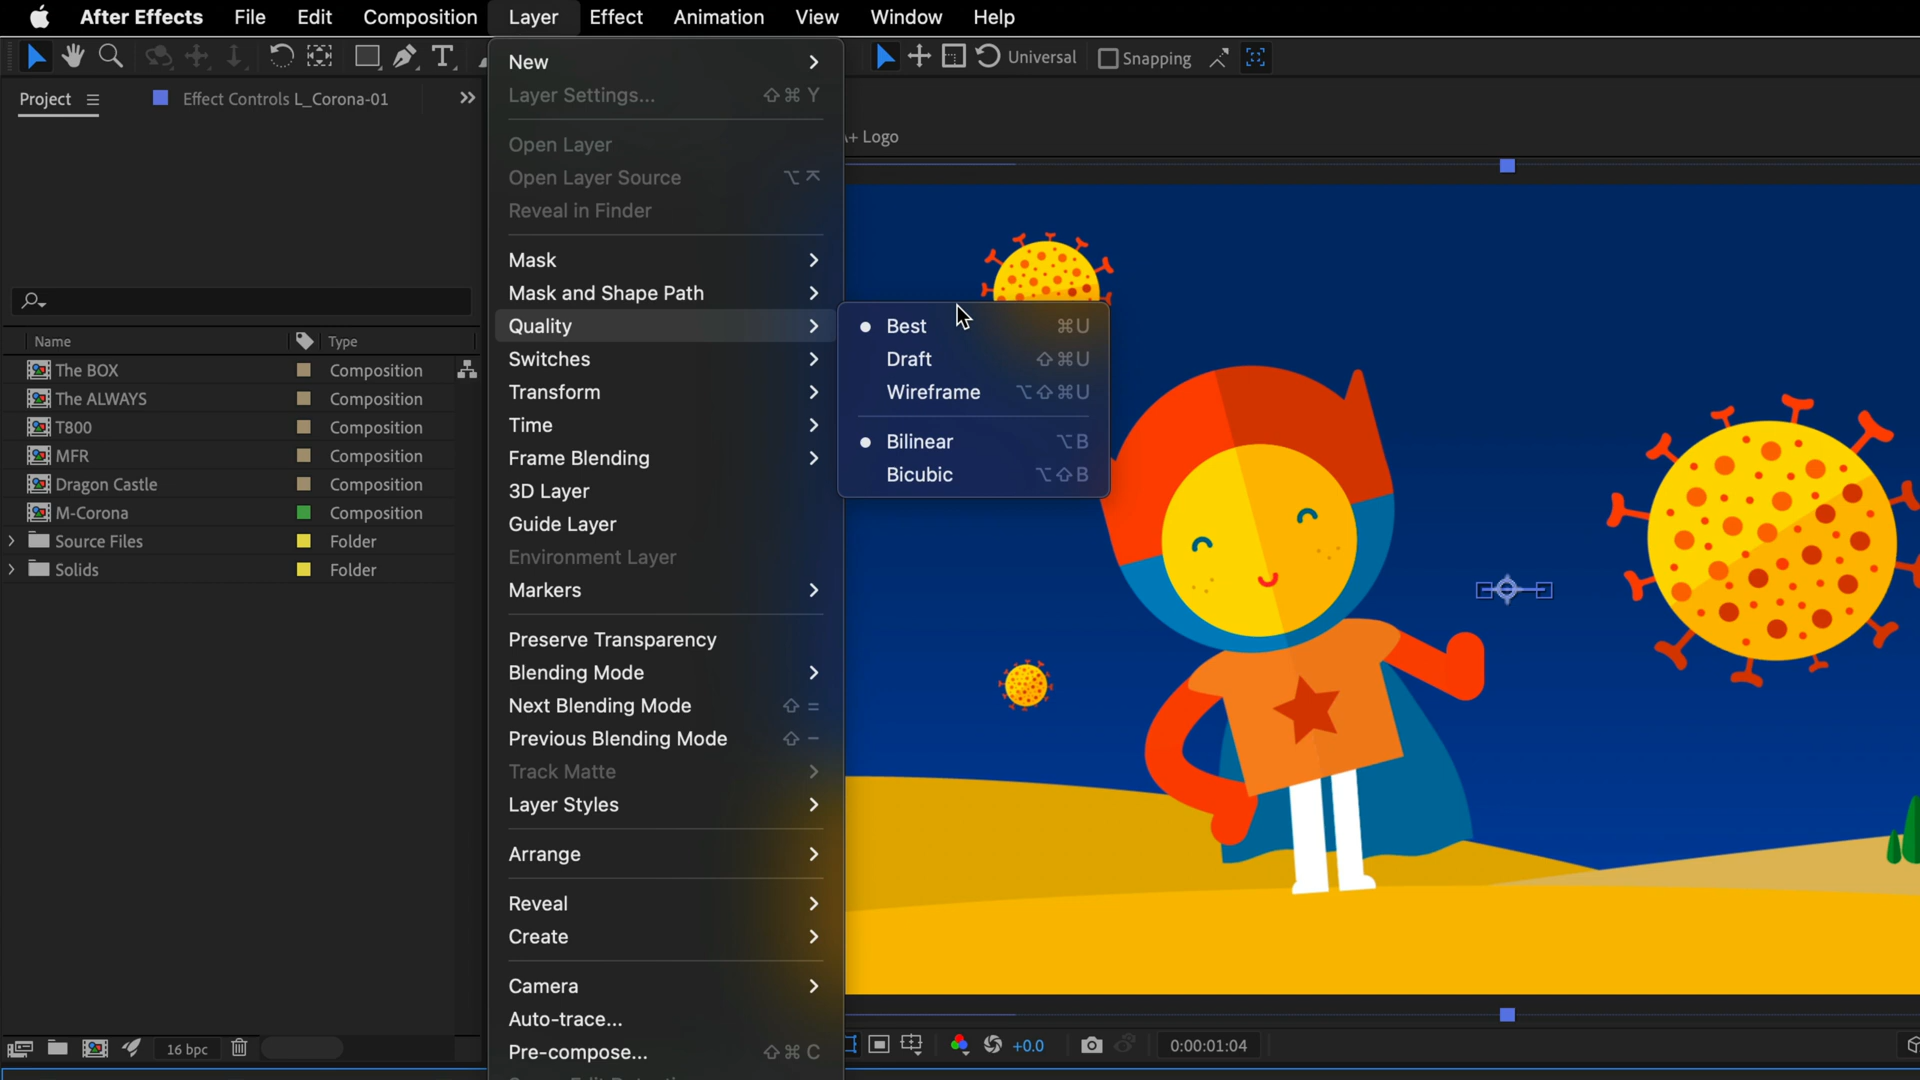 After Effects File Edit Composition Layer Effect Animation View Window Help
Universal Snapping
Project Effect Controls L_Corona-01
A+ Logo
Name Type
The BOX Composition
The ALWAYS Composition
T800 Composition
MFR Composition
Dragon Castle Composition
M-Corona Composition
Source Files Folder
Solids Folder
16 bpc
New
Layer Settings... ⇧⌘Y
Open Layer
Open Layer Source ⌥⌤
Reveal in Finder
Mask
Mask and Shape Path
Quality
Switches
Transform
Time
Frame Blending
3D Layer
Guide Layer
Environment Layer
Markers
Preserve Transparency
Blending Mode
Next Blending Mode ⇧=
Previous Blending Mode ⇧−
Track Matte
Layer Styles
Arrange
Reveal
Create
Camera
Auto-trace...
Pre-compose... ⇧⌘C
Best ⌘U
Draft ⇧⌘U
Wireframe ⌥⇧⌘U
Bilinear ⌥B
Bicubic ⌥⇧B
+0.0 0:00:01:04